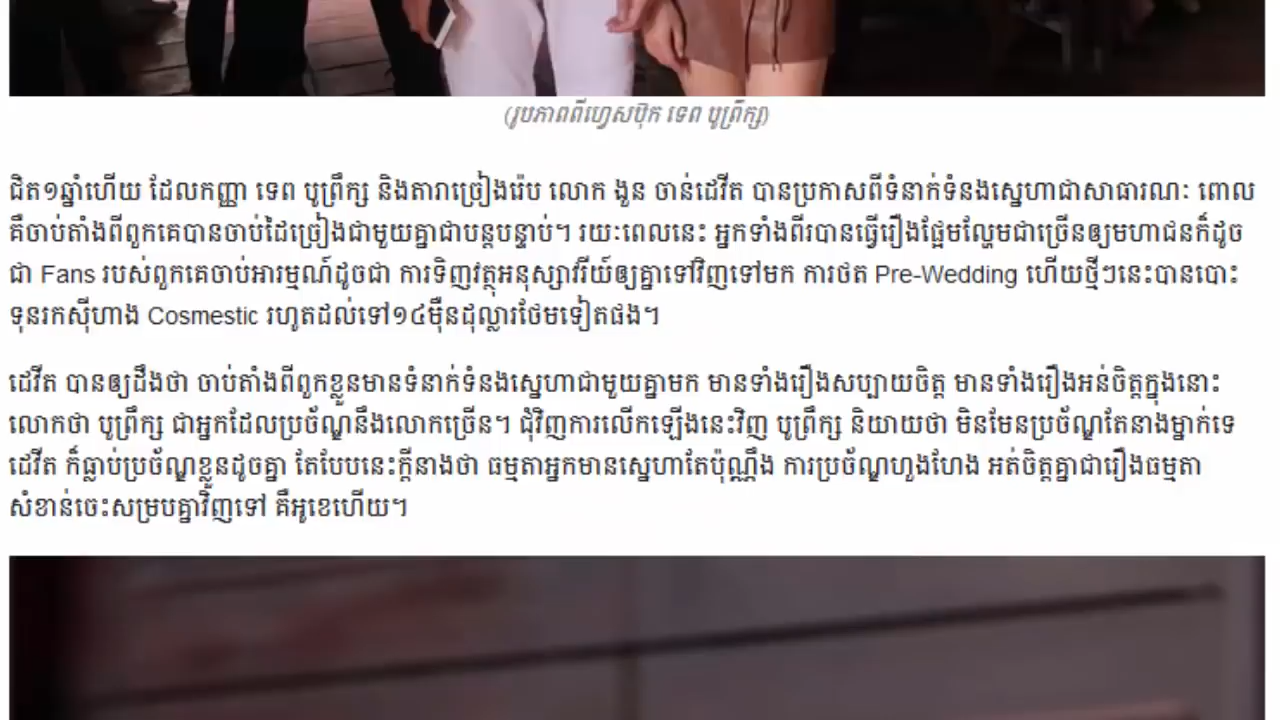 (រូបភាពពីហ្វេសប៊ុក ទេព បូព្រឹក្ស)
ជិត១ឆ្នាំហើយ ដែលកញ្ញា ទេព បូព្រឹក្ស និងតារាច្រៀងរ៉េប លោក ងួន ចាន់ដេវីត បានប្រកាសពីទំនាក់ទំនងស្នេហាជាសាធារណៈ ពោល
គឺចាប់តាំងពីពួកគេបានចាប់ដៃច្រៀងជាមួយគ្នាជាបន្តបន្ទាប់។ រយៈពេលនេះ អ្នកទាំងពីរបានធ្វើរឿងផ្អែមល្ហែមជាច្រើនឲ្យមហាជនក៏ដូច
ជា Fans របស់ពួកគេចាប់អារម្មណ៍ដូចជា ការទិញវត្ថុអនុស្សាវរីយ៍ឲ្យគ្នាទៅវិញទៅមក ការថត Pre-Wedding ហើយថ្មីៗនេះបានបោះ
ទុនរកស៊ីហាង Cosmestic រហូតដល់ទៅ១៤ម៉ឺនដុល្លារថែមទៀតផង។
ដេវីត បានឲ្យដឹងថា ចាប់តាំងពីពួកខ្លួនមានទំនាក់ទំនងស្នេហាជាមួយគ្នាមក មានទាំងរឿងសប្បាយចិត្ត មានទាំងរឿងអន់ចិត្តក្នុងនោះ
លោកថា បូព្រឹក្ស ជាអ្នកដែលប្រច័ណ្ឌនឹងលោកច្រើន។ ជុំវិញការលើកឡើងនេះវិញ បូព្រឹក្ស និយាយថា មិនមែនប្រច័ណ្ឌតែនាងម្នាក់ទេ
ដេវីត ក៏ធ្លាប់ប្រច័ណ្ឌខ្លួនដូចគ្នា តែបែបនេះក្ដីនាងថា ធម្មតាអ្នកមានស្នេហាតែប៉ុណ្ណឹង ការប្រច័ណ្ឌហួងហែង អត់ចិត្តគ្នាជារឿងធម្មតា
សំខាន់ចេះសម្របគ្នាវិញទៅ គឺអូខេហើយ។